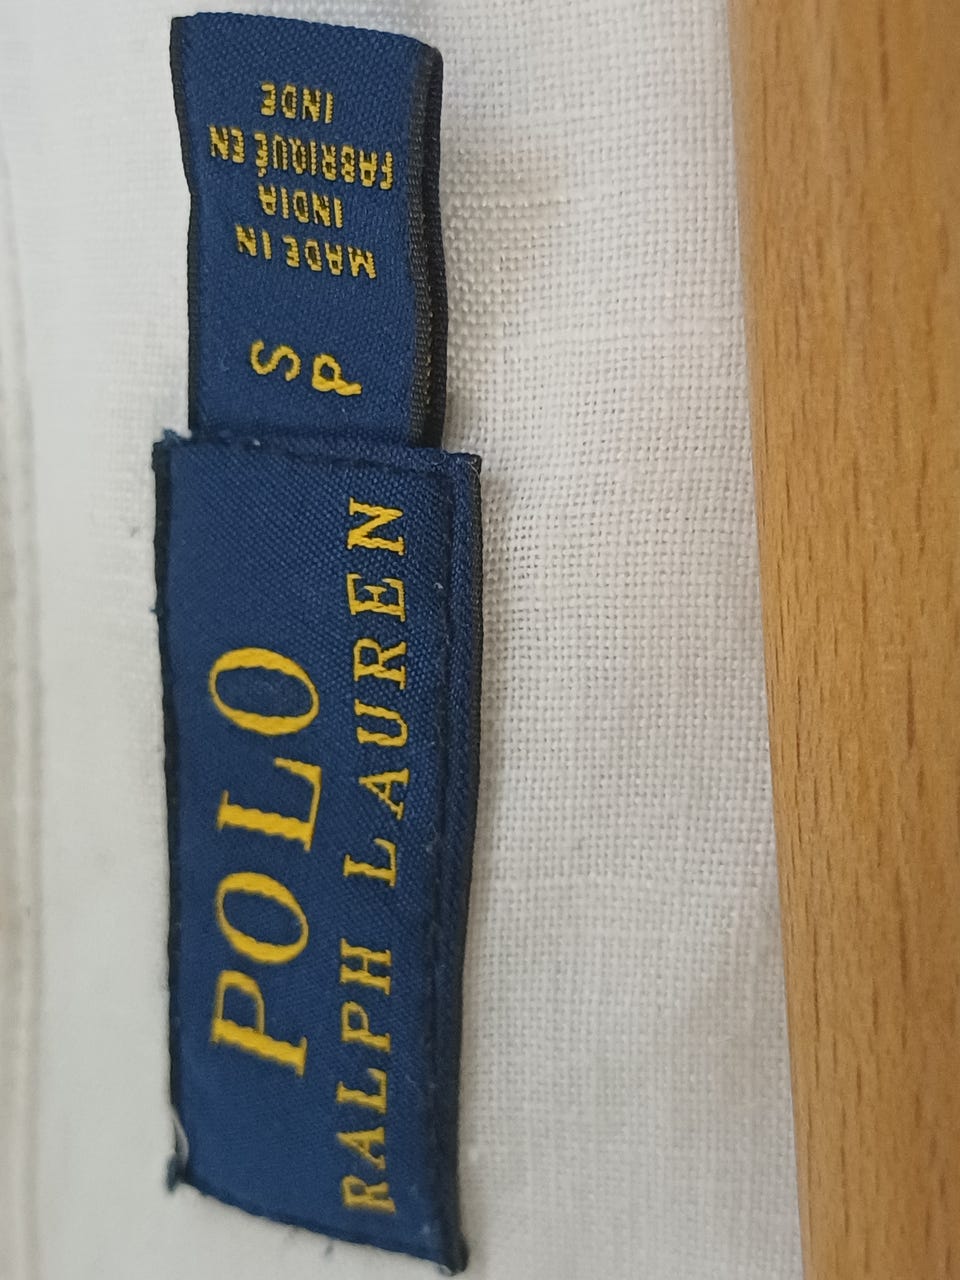 POLO
RALPH LAUREN
S
P
MADE IN
INDIA
FABRIQUÉ EN
INDE